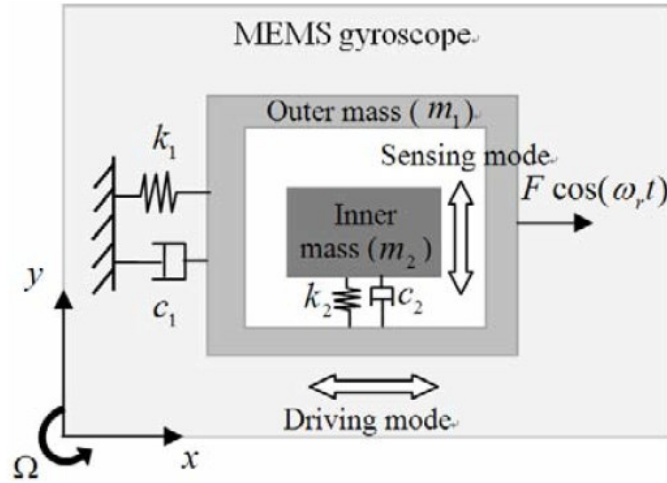 MEMS gyroscope
Outer mass (m₁)
k₁
Sensing mode
F cos(ωᵣt)
Inner
mass (m₂)
k₂
c₂
c₁
y
Driving mode
Ω
x